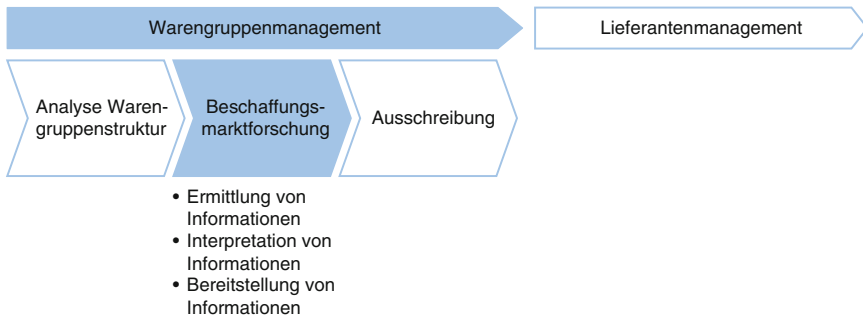 Warengruppenmanagement
Lieferantenmanagement
Analyse Waren-
gruppenstruktur
Beschaffungs-
marktforschung
Ausschreibung
• Ermittlung von
Informationen
• Interpretation von
Informationen
• Bereitstellung von
Informationen